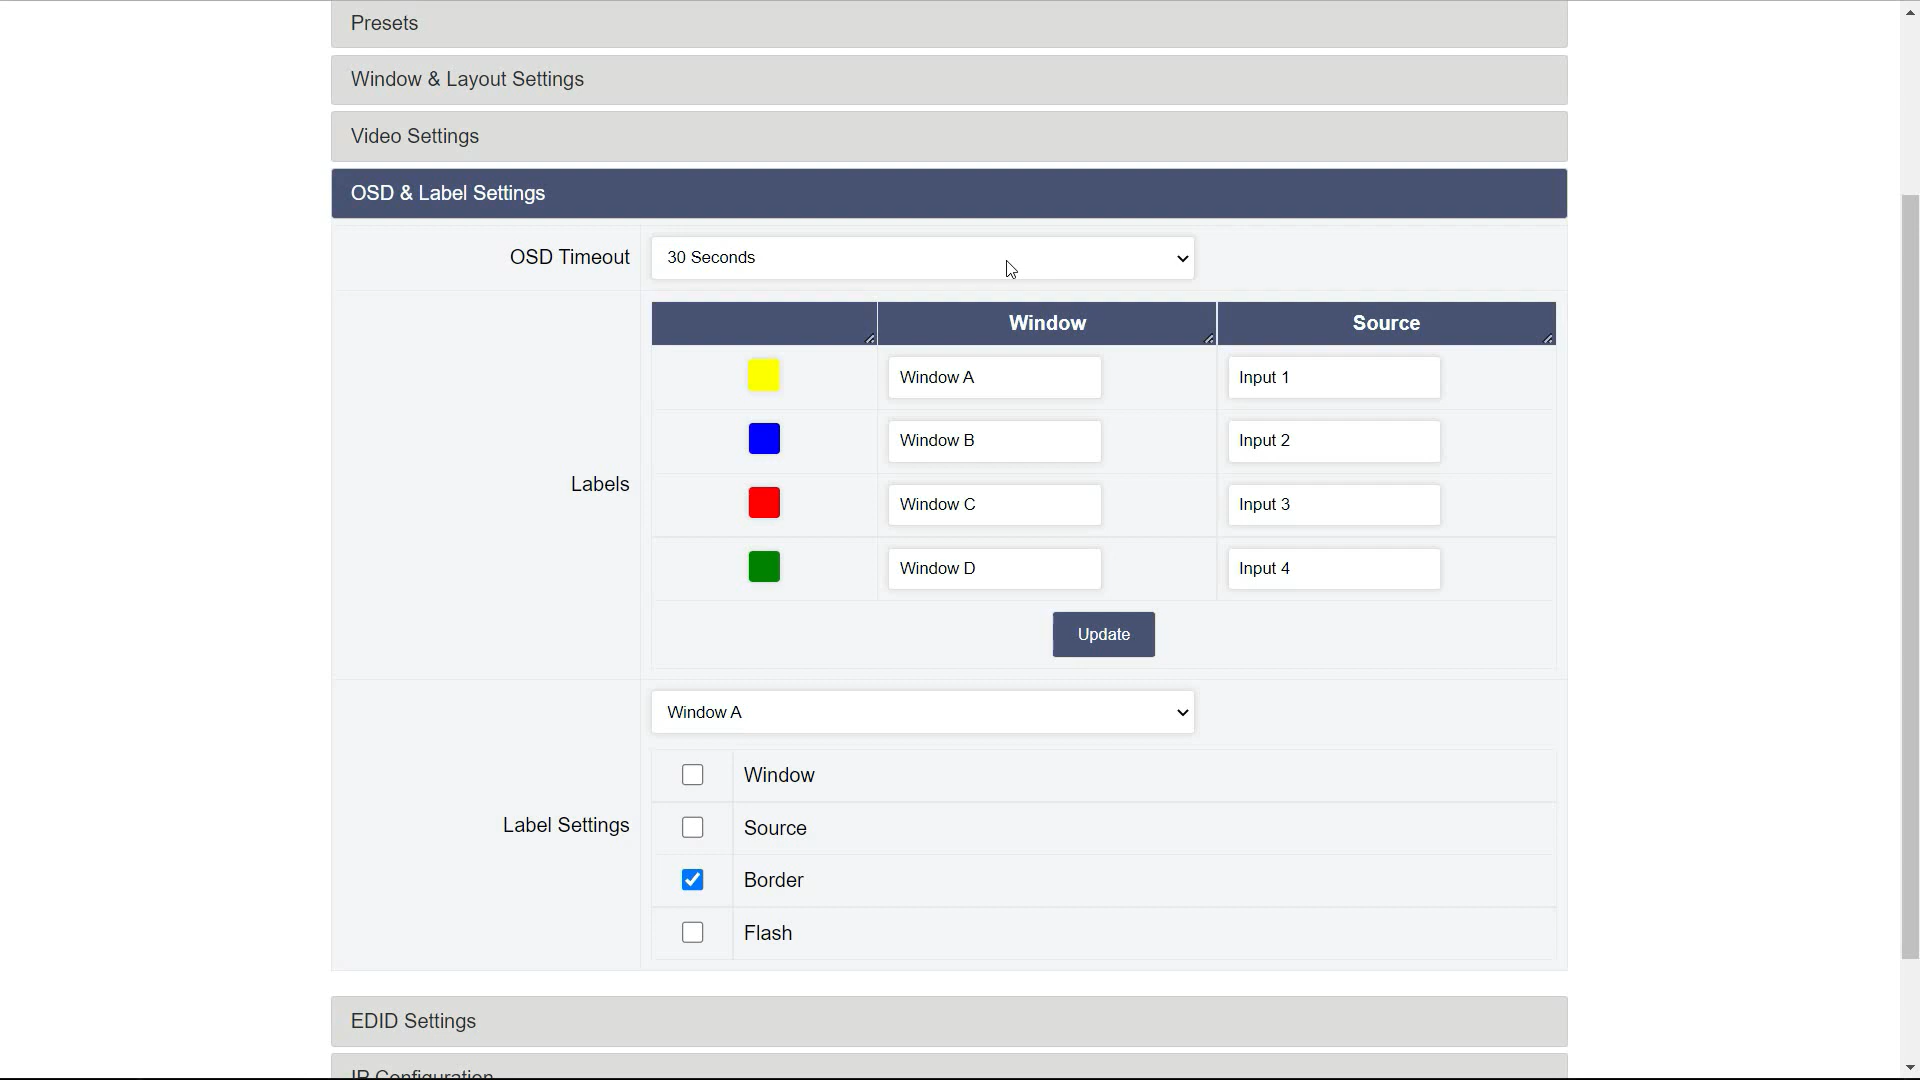 Presets
Window & Layout Settings
Video Settings
OSD & Label Settings
OSD Timeout 30 Seconds
Window Source
Window A Input 1
Window B Input 2
Labels
Window C Input 3
Window D Input 4
Update
Window A
Window
Label Settings
Source
Border
Flash
EDID Settings
IP Configuration